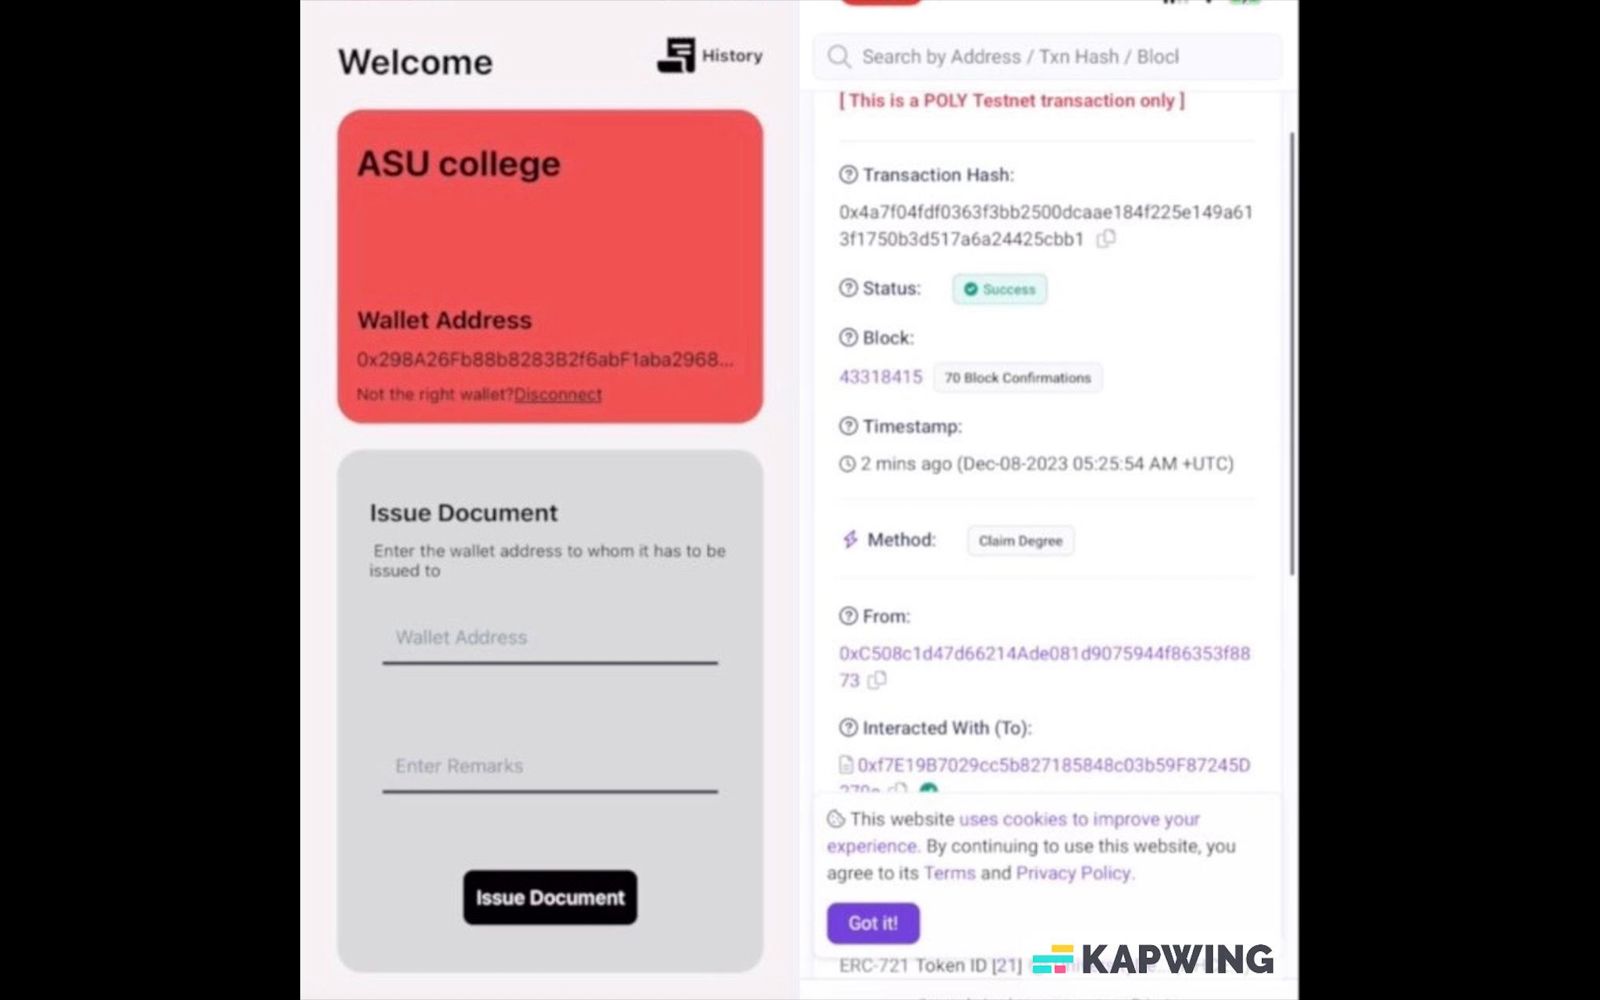 Welcome
History
ASU college
Wallet Address
0x298A26Fb88b8283B2f6abF1aba2968...
Not the right wallet?Disconnect
Issue Document
Enter the wallet address to whom it has to be
issued to
Wallet Address
Enter Remarks
Issue Document
Search by Address / Txn Hash / Blocl
[ This is a POLY Testnet transaction only ]
Transaction Hash:
0x4a7f04fdf0363f3bb2500dcaae184f225e149a61
3f1750b3d517a6a24425cbb1
Status: Success
Block:
43318415 70 Block Confirmations
Timestamp:
2 mins ago (Dec-08-2023 05:25:54 AM +UTC)
Method: Claim Degree
From:
0xC508c1d47d66214Ade081d9075944f86353f88
73
Interacted With (To):
0xf7E19B7029cc5b827185848c03b59F87245D
This website uses cookies to improve your
experience. By continuing to use this website, you
agree to its Terms and Privacy Policy.
Got it!
ERC-721 Token ID [21]
KAPWING